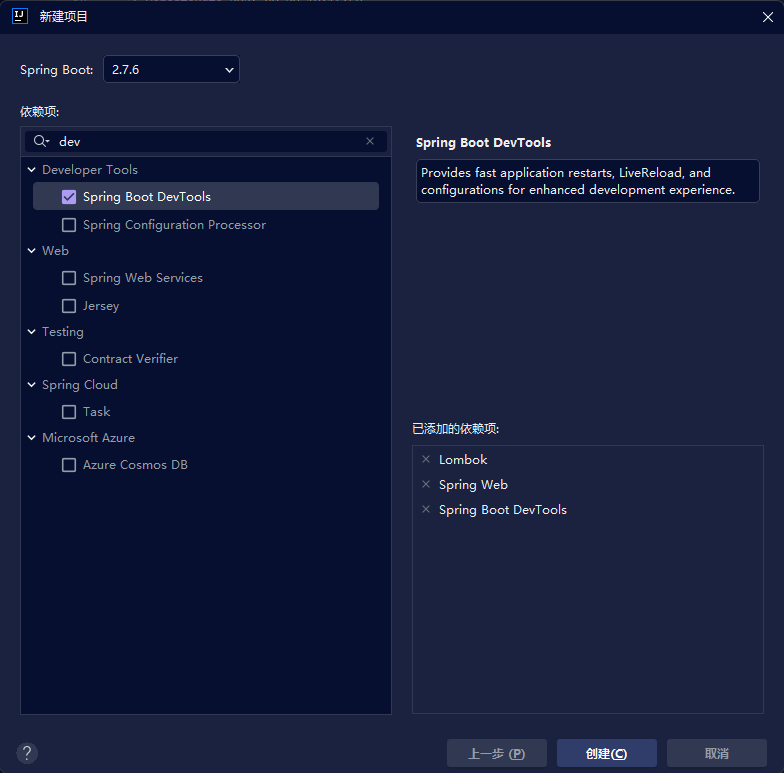 新建项目
Spring Boot:
2.7.6
依赖项:
dev
Developer Tools
Spring Boot DevTools
Spring Configuration Processor
Web
Spring Web Services
Jersey
Testing
Contract Verifier
Spring Cloud
Task
Microsoft Azure
Azure Cosmos DB
Spring Boot DevTools
Provides fast application restarts, LiveReload, and
configurations for enhanced development experience.
已添加的依赖项:
Lombok
Spring Web
Spring Boot DevTools
?
上一步 (P)
创建(C)
取消